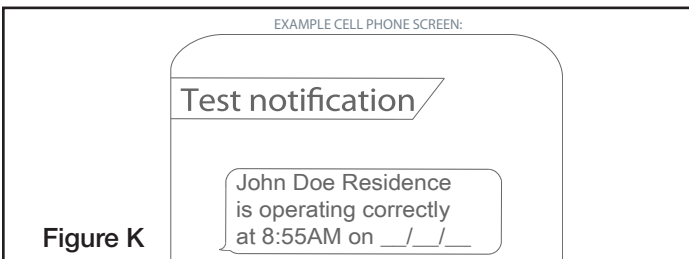 EXAMPLE CELL PHONE SCREEN:
Test notification
John Doe Residence
is operating correctly
at 8:55AM on __/__/__
Figure K